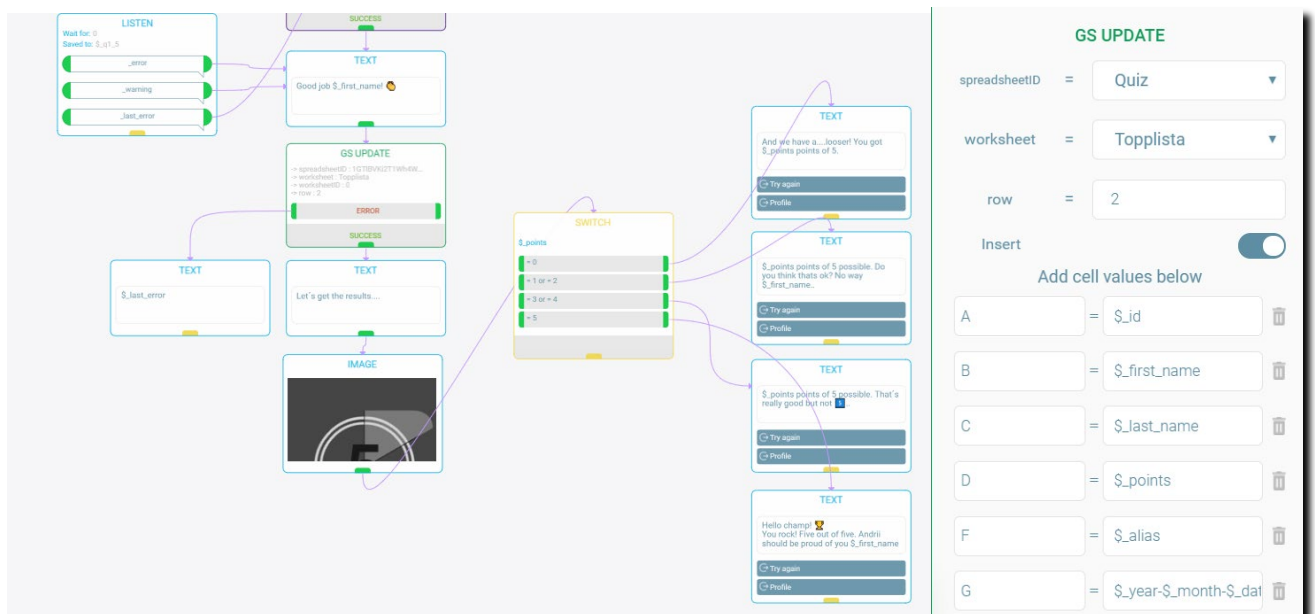 LISTEN
Wait for: 0
Saved to: $_q1_5
_error
_warning
_last_error
SUCCESS
TEXT
Good job $_first_name! 👏
GS UPDATE
-> worksheet : Topplista
-> worksheetID : 0
-> row : 2
ERROR
SUCCESS
TEXT
$_last_error
TEXT
Let´s get the results....
IMAGE
SWITCH
$_points
= 0
= 1 or = 2
= 3 or = 4
= 5
TEXT
And we have a....looser! You got
$_points points of 5.
Try again
Profile
TEXT
$_points points of 5 possible. Do
you think thats ok? No way
$_first_name..
Try again
Profile
TEXT
$_points points of 5 possible. That´s
really good but not 5️⃣..
Try again
Profile
TEXT
Hello champ! 🏆
You rock! Five out of five. Andrii
should be proud of you $_first_name
Try again
Profile
GS UPDATE
spreadsheetID = Quiz
worksheet = Topplista
row = 2
Insert
Add cell values below
A = $_id
B = $_first_name
C = $_last_name
D = $_points
F = $_alias
G = $_year-$_month-$_dat